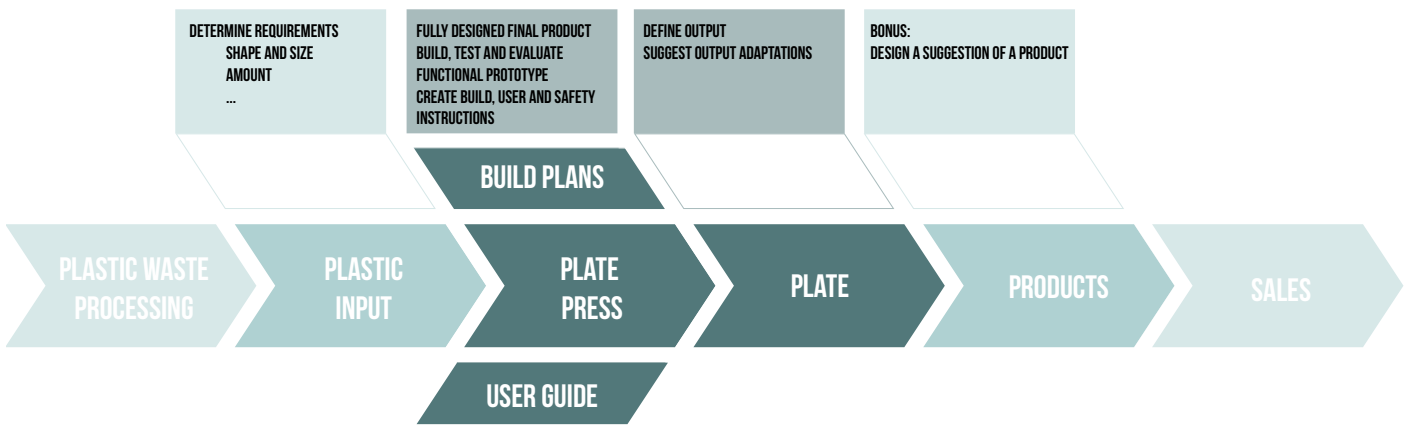 DETERMINE REQUIREMENTS
SHAPE AND SIZE
AMOUNT
...
FULLY DESIGNED FINAL PRODUCT
BUILD, TEST AND EVALUATE
FUNCTIONAL PROTOTYPE
CREATE BUILD, USER AND SAFETY
INSTRUCTIONS
DEFINE OUTPUT
SUGGEST OUTPUT ADAPTATIONS
BONUS:
DESIGN A SUGGESTION OF A PRODUCT
BUILD PLANS
PLASTIC WASTE
PROCESSING
PLASTIC
INPUT
PLATE
PRESS
PLATE
PRODUCTS
SALES
USER GUIDE